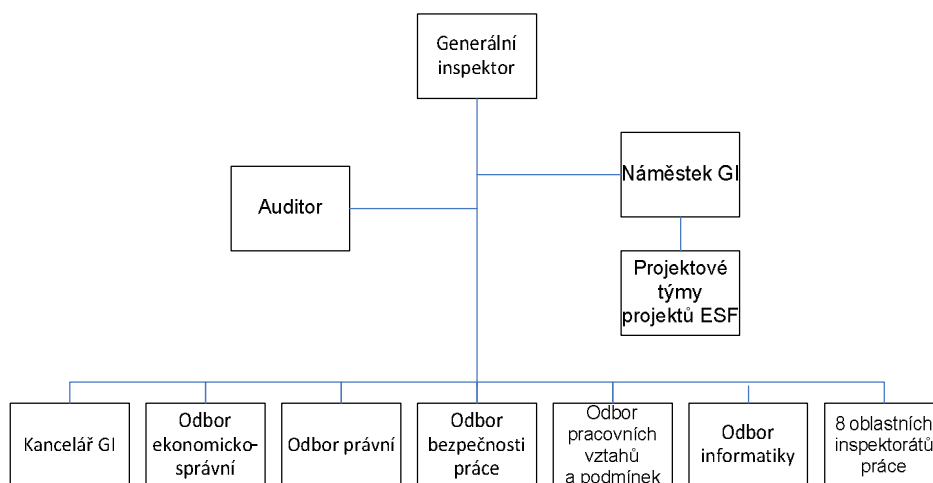 Generální
inspektor
Náměstek GI
Auditor
Projektové
týmy
projektů ESF
Kancelář GI
Odbor
ekonomicko-
správní
Odbor právní
Odbor
bezpečnosti
práce
Odbor
pracovních
vztahů
a podmínek
Odbor
informatiky
8 oblastních
inspektorátů
práce